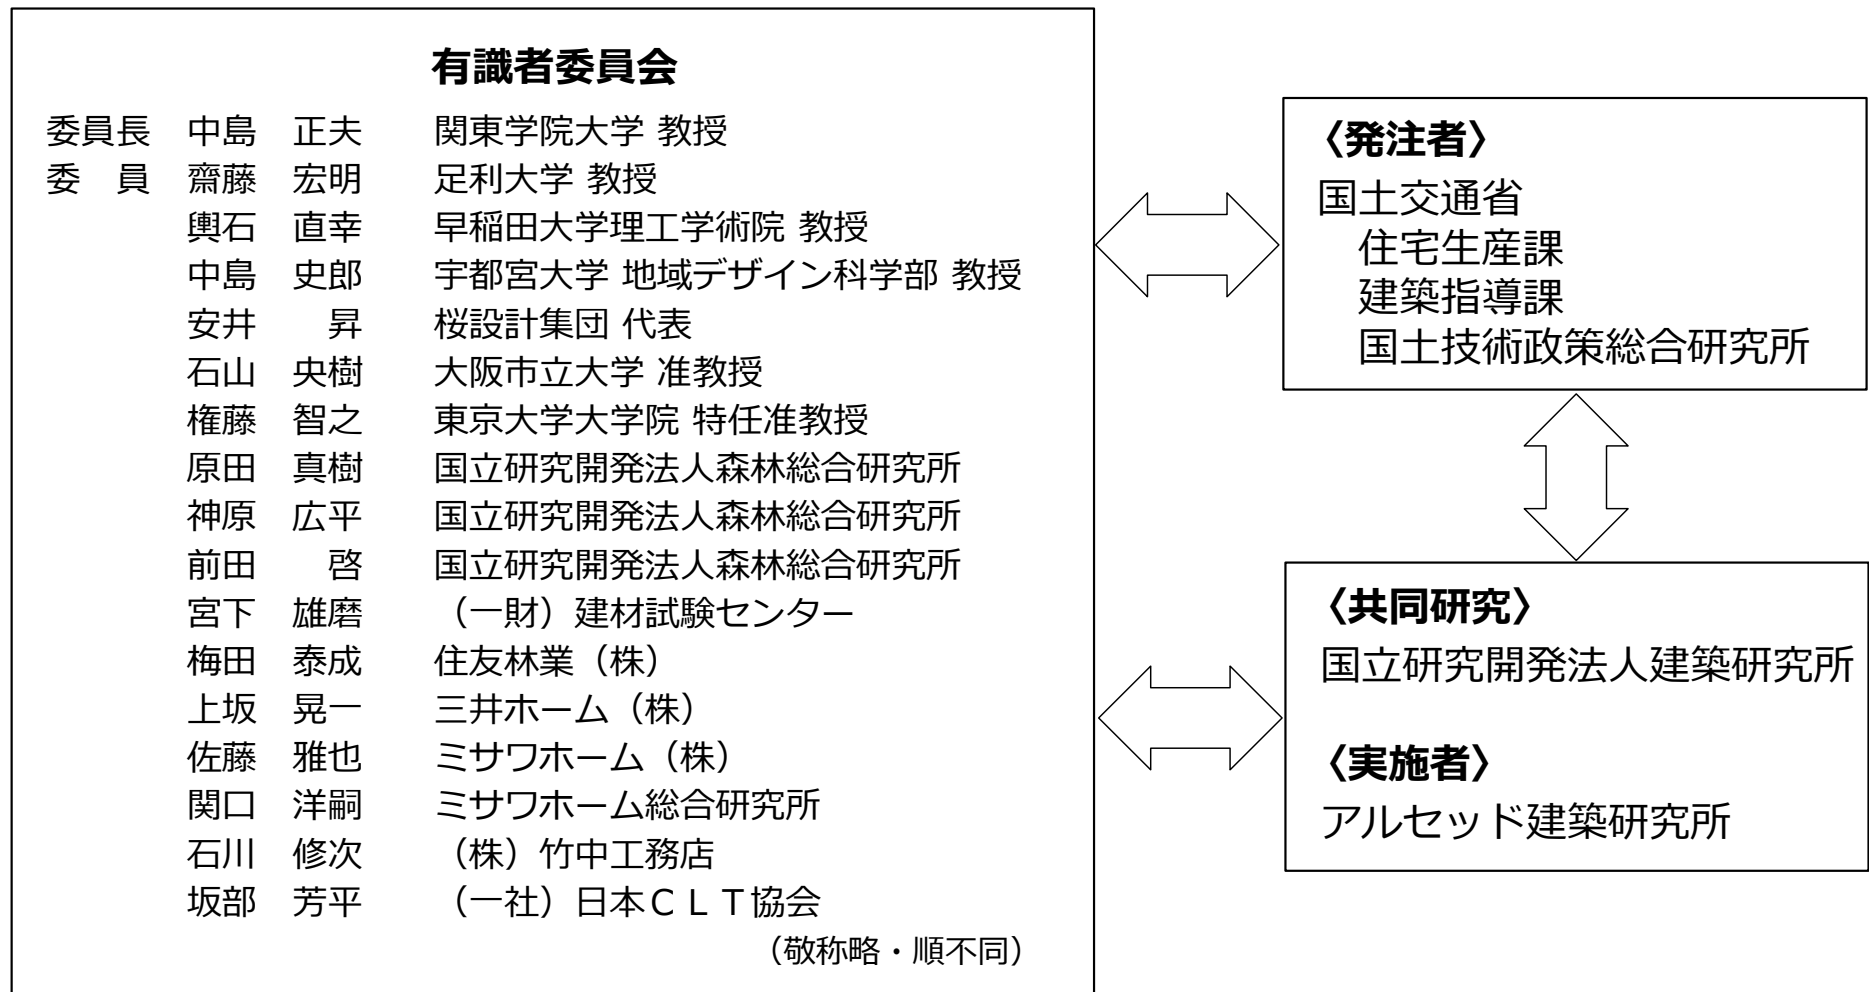 有識者委員会
委員長 中島 正夫 関東学院大学 教授
委 員 齋藤 宏明 足利大学 教授
輿石 直幸 早稲田大学理工学術院 教授
中島 史郎 宇都宮大学 地域デザイン科学部 教授
安井 昇 桜設計集団 代表
石山 央樹 大阪市立大学 准教授
権藤 智之 東京大学大学院 特任准教授
原田 真樹 国立研究開発法人森林総合研究所
神原 広平 国立研究開発法人森林総合研究所
前田 啓 国立研究開発法人森林総合研究所
宮下 雄磨 （一財）建材試験センター
梅田 泰成 住友林業（株）
上坂 晃一 三井ホーム（株）
佐藤 雅也 ミサワホーム（株）
関口 洋嗣 ミサワホーム総合研究所
石川 修次 （株）竹中工務店
坂部 芳平 （一社）日本ＣＬＴ協会
（敬称略・順不同）
〈発注者〉
国土交通省
住宅生産課
建築指導課
国土技術政策総合研究所
〈共同研究〉
国立研究開発法人建築研究所
〈実施者〉
アルセッド建築研究所